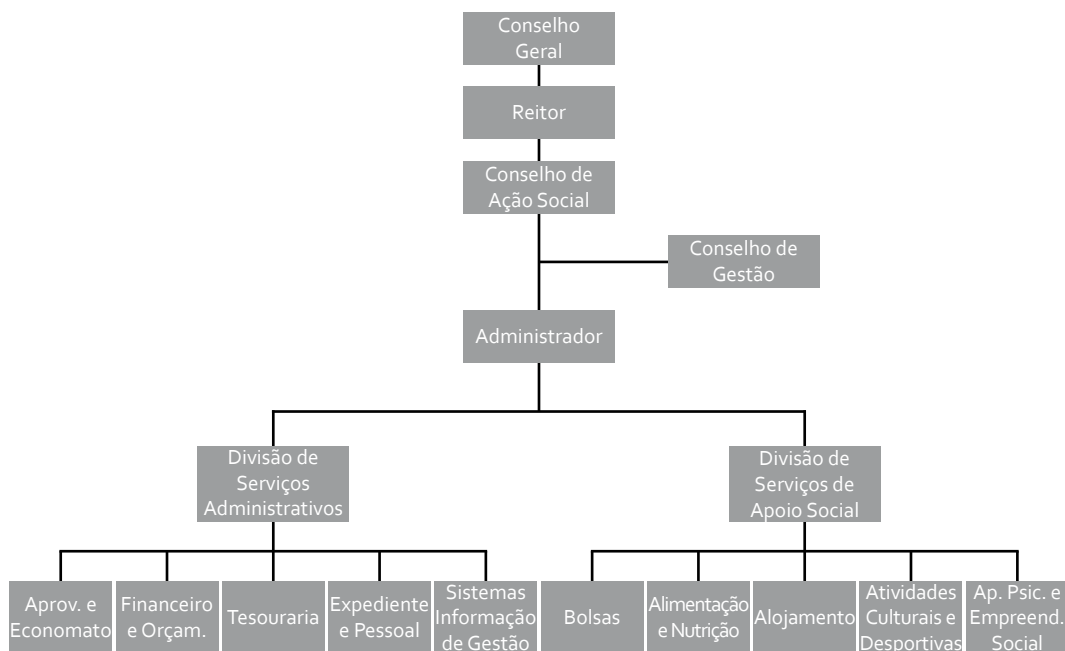 Conselho
Geral
Reitor
Conselho de
Ação Social
Conselho de
Gestão
Administrador
Divisão de
Serviços
Administrativos
Divisão de
Serviços de
Apoio Social
Aprov. e
Economato
Financeiro
e Orçam.
Tesouraria
Expediente
e Pessoal
Sistemas
Informação
de Gestão
Bolsas
Alimentação
e Nutrição
Alojamento
Atividades
Culturais e
Desportivas
Ap. Psic. e
Empreend.
Social